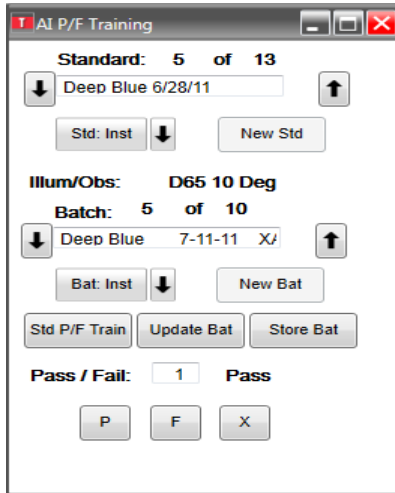 T AI P/F Training
Standard: 5 of 13
Deep Blue 6/28/11
Std: Inst New Std
Illum/Obs: D65 10 Deg
Batch: 5 of 10
Deep Blue 7-11-11 XA
Bat: Inst New Bat
Std P/F Train Update Bat Store Bat
Pass / Fail: 1 Pass
P F X